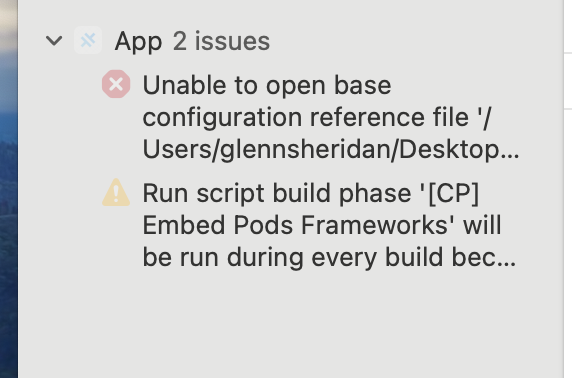 App 2 issues
Unable to open base
configuration reference file '/
Users/glennsheridan/Desktop...
Run script build phase '[CP]
Embed Pods Frameworks' will
be run during every build bec...